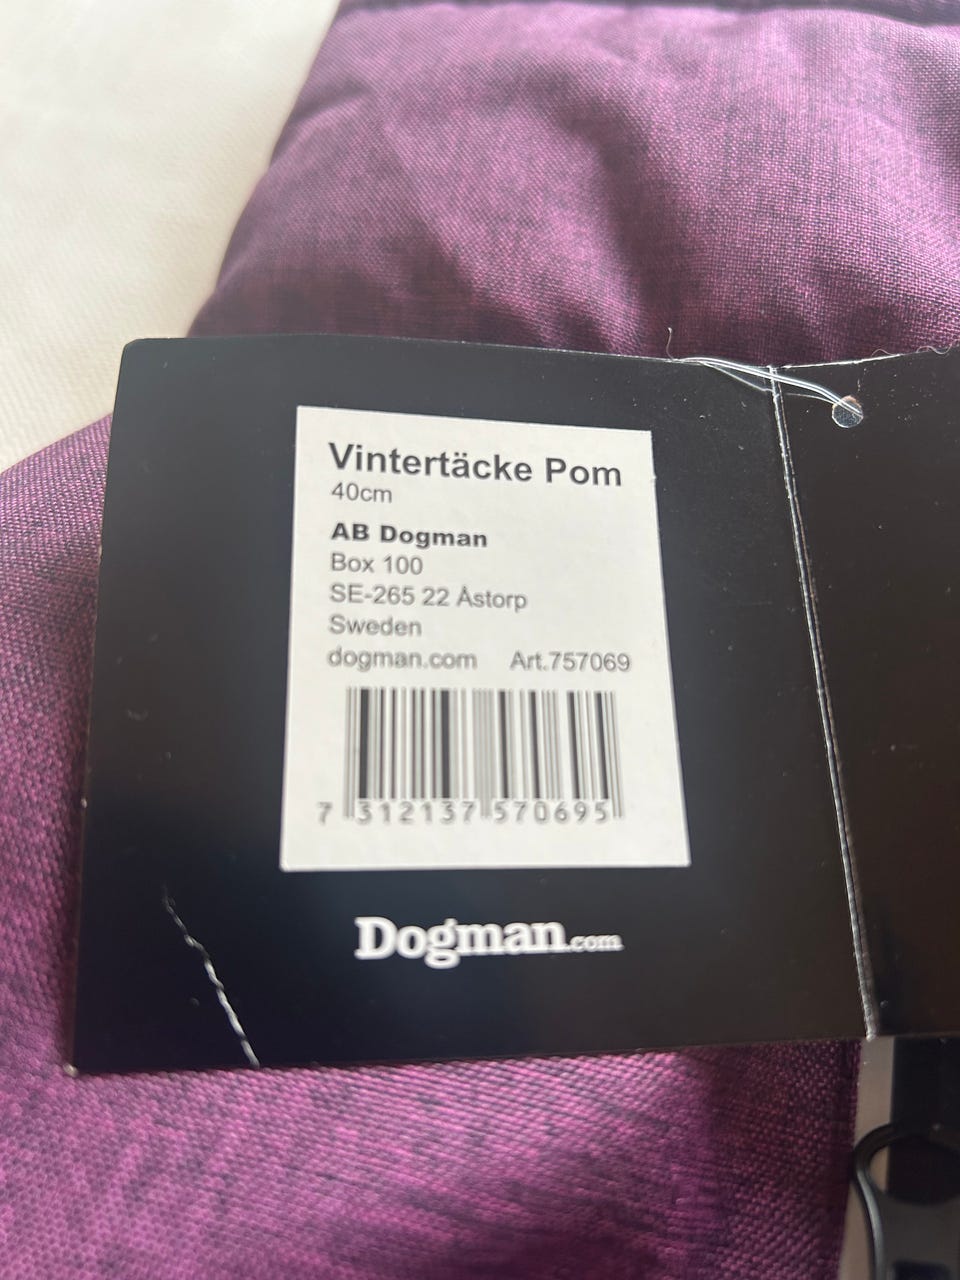 Vintertäcke Pom
40cm
AB Dogman
Box 100
SE-265 22 Åstorp
Sweden
dogman.com Art.757069
7 312137 570695
Dogman.com